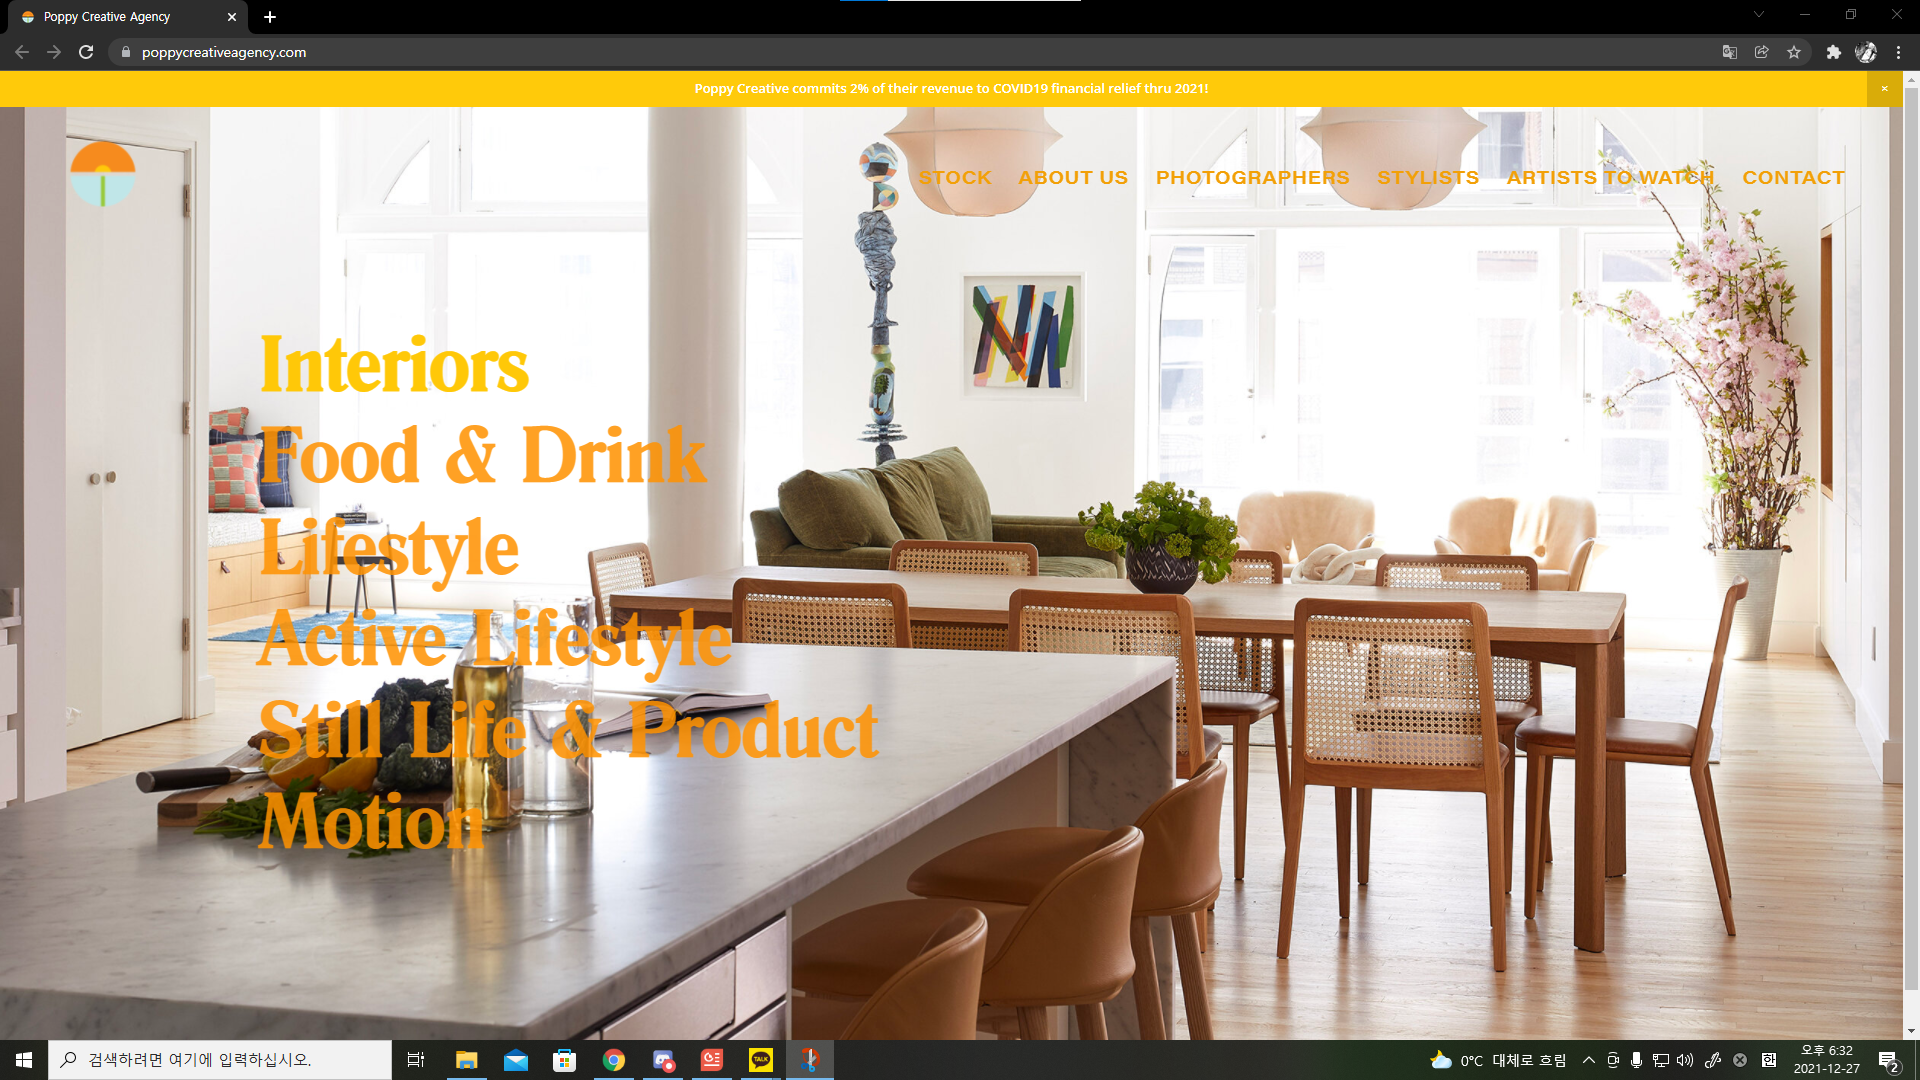 Poppy Creative Agency
poppycreativeagency.com
Poppy Creative commits 2% of their revenue to COVID19 financial relief thru 2021!
STOCK ABOUT US PHOTOGRAPHERS STYLISTS ARTISTS TO WATCH CONTACT
Interiors
Food & Drink
Lifestyle
Active Lifestyle
Still Life & Product
Motion
검색하려면 여기에 입력하십시오.
TALK
0°C 대체로 흐림
한
오후 6:32
2021-12-27
2